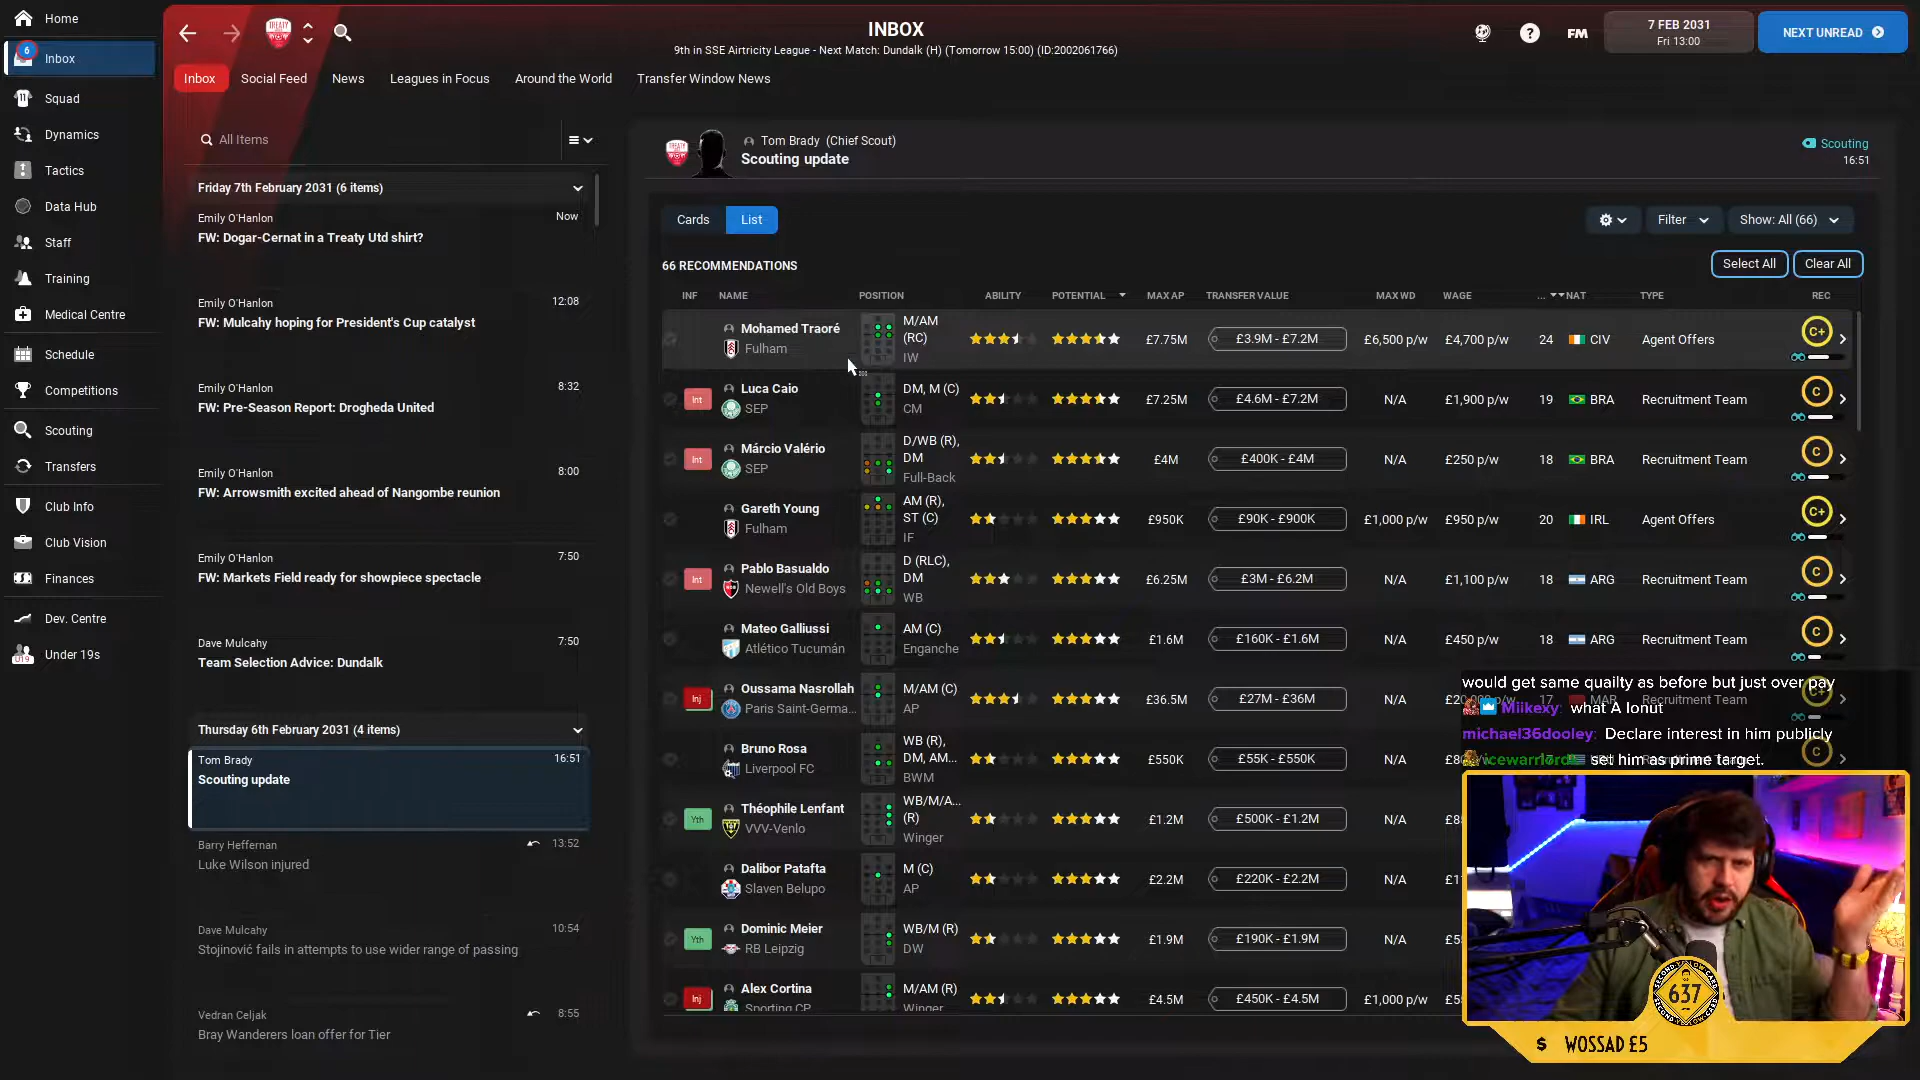 Home
6
Inbox
Squad
Dynamics
Tactics
Data Hub
Staff
Training
Medical Centre
Schedule
Competitions
Scouting
Transfers
Club Info
Club Vision
Finances
Dev. Centre
U19
Under 19s
INBOX
9th in SSE Airtricity League - Next Match: Dundalk (H) (Tomorrow 15:00) (ID:2002061766)
FM
7 FEB 2031
Fri 13:00
NEXT UNREAD
Inbox Social Feed News Leagues in Focus Around the World Transfer Window News
All Items
Friday 7th February 2031 (6 items)
Emily O'Hanlon Now
FW: Dogar-Cernat in a Treaty Utd shirt?
Emily O'Hanlon 12:08
FW: Mulcahy hoping for President's Cup catalyst
Emily O'Hanlon 8:32
FW: Pre-Season Report: Drogheda United
Emily O'Hanlon 8:00
FW: Arrowsmith excited ahead of Nangombe reunion
Emily O'Hanlon 7:50
FW: Markets Field ready for showpiece spectacle
Dave Mulcahy 7:50
Team Selection Advice: Dundalk
Thursday 6th February 2031 (4 items)
Tom Brady 16:51
Scouting update
Barry Heffernan 13:52
Luke Wilson injured
Dave Mulcahy 10:54
Stojinović fails in attempts to use wider range of passing
Vedran Celjak 8:55
Bray Wanderers loan offer for Tier
Tom Brady (Chief Scout)
Scouting update
Scouting
16:51
Cards List
Filter
Show: All (66)
66 RECOMMENDATIONS
Select All Clear All
INF NAME POSITION ABILITY POTENTIAL MAX AP TRANSFER VALUE MAX WD WAGE ... NAT TYPE REC
Mohamed Traoré Fulham M/AM (RC) IW £7.75M £3.9M - £7.2M £6,500 p/w £4,700 p/w 24 CIV Agent Offers C+
Int Luca Caio SEP DM, M (C) CM £7.25M £4.6M - £7.2M N/A £1,900 p/w 19 BRA Recruitment Team C
Int Márcio Valério SEP D/WB (R), DM Full-Back £4M £400K - £4M N/A £250 p/w 18 BRA Recruitment Team C
Gareth Young Fulham AM (R), ST (C) IF £950K £90K - £900K £1,000 p/w £950 p/w 20 IRL Agent Offers C+
Int Pablo Basualdo Newell's Old Boys D (RLC), DM WB £6.25M £3M - £6.2M N/A £1,100 p/w 18 ARG Recruitment Team C
Mateo Galliussi Atlético Tucumán AM (C) Enganche £1.6M £160K - £1.6M N/A £450 p/w 18 ARG Recruitment Team C
Inj Oussama Nasrollah Paris Saint-Germa... M/AM (C) AP £36.5M £27M - £36M N/A 17 MAR Recruitment Team C+
Bruno Rosa Liverpool FC WB (R), DM, AM... BWM £550K £55K - £550K N/A C
Yth Théophile Lenfant VVV-Venlo WB/M/A... (R) Winger £1.2M £500K - £1.2M N/A
Dalibor Patafta Slaven Belupo M (C) AP £2.2M £220K - £2.2M N/A
Yth Dominic Meier RB Leipzig WB/M (R) DW £1.9M £190K - £1.9M N/A
Inj Alex Cortina Sporting CP M/AM (R) Winger £4.5M £450K - £4.5M £1,000 p/w
would get same quailty as before but just over pay
Miikexy: what A Ionut
michael36dooley: Declare interest in him publicly
set him as prime target.
SECOND YELLOW CARD
637
$ WOSSAD £5